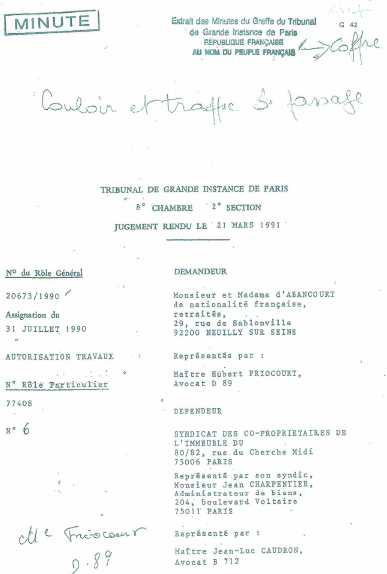 MINUTE
Extrait des Minutes du Greffe du Tribunal
de Grande Instance de Paris
RÉPUBLIQUE FRANÇAISE
AU NOM DU PEUPLE FRANÇAIS
G 42
Coffre
Couloir et trappe de passage
TRIBUNAL DE GRANDE INSTANCE DE PARIS
8° CHAMBRE 2° SECTION
JUGEMENT RENDU LE 21 MARS 1991
N° du Rôle Général
20673/1990
Assignation du
31 JUILLET 1990
AUTORISATION TRAVAUX
N° Rôle Particulier
77408
N° 6
Me Friocourt
D.89
DEMANDEUR
Monsieur et Madame d'ABANCOURT
de nationalité française,
retraités,
29, rue de Sablonville
92200 NEUILLY SUR SEINE
Représentés par :
Maître Hubert FRIOCOURT,
Avocat D 89
DEFENDEUR
SYNDICAT DES CO-PROPRIETAIRES DE
L'IMMEUBLE DU
80/82, rue du Cherche Midi
75006 PARIS
Représenté par son syndic,
Monsieur Jean CHARPENTIER,
Administrateur de biens,
204, boulevard Voltaire
75011 PARIS
Représenté par :
Maître Jean-Luc CAUDRON,
Avocat B 712